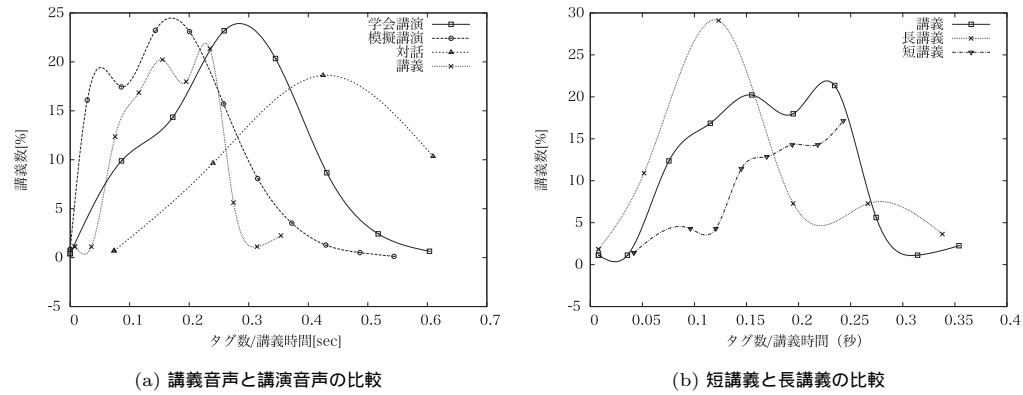 25
20
15
10
5
0
-5
講義数[%]
学会講演
模擬講演
対話
講義
0 0.1 0.2 0.3 0.4 0.5 0.6 0.7
タグ数/講義時間[sec]
(a) 講義音声と講演音声の比較
30
25
20
15
10
5
0
-5
講義数[%]
講義
長講義
短講義
0 0.05 0.1 0.15 0.2 0.25 0.3 0.35 0.4
タグ数/講義時間（秒）
(b) 短講義と長講義の比較